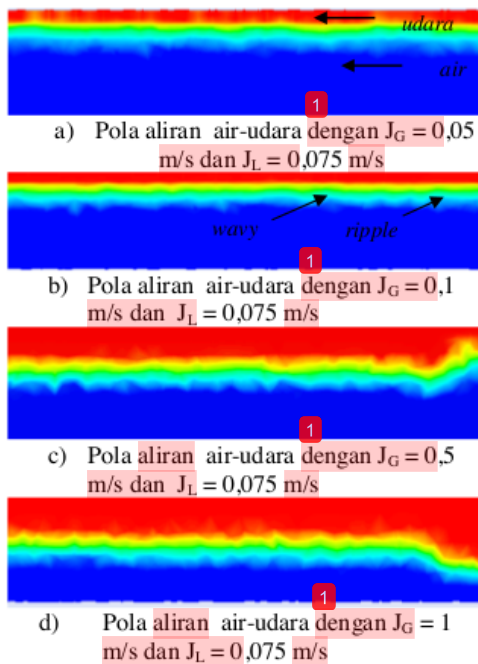 udara
air
1
a) Pola aliran air-udara dengan J_G = 0,05
m/s dan J_L = 0,075 m/s
wavy ripple
1
b) Pola aliran air-udara dengan J_G = 0,1
m/s dan J_L = 0,075 m/s
1
c) Pola aliran air-udara dengan J_G = 0,5
m/s dan J_L = 0,075 m/s
1
d) Pola aliran air-udara dengan J_G = 1
m/s dan J_L = 0,075 m/s